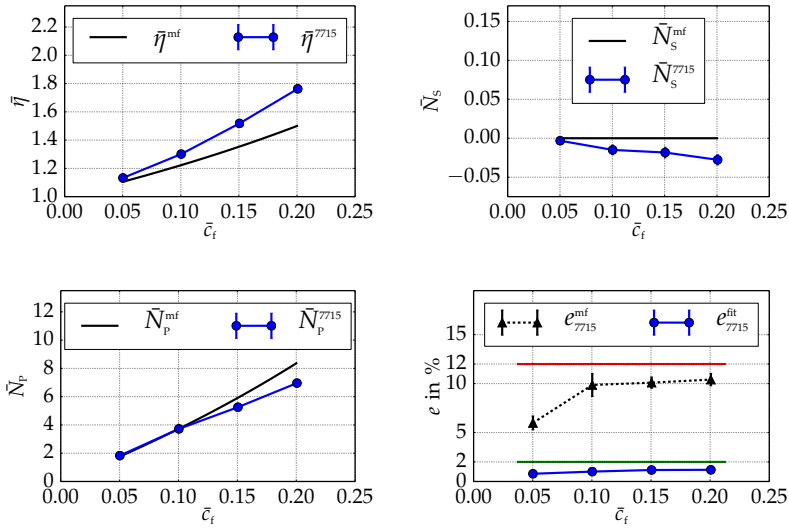 2.2
2.0
1.8
1.6
1.4
1.2
1.0
η̄
η̄^mf η̄^7715
0.00 0.05 0.10 0.15 0.20 0.25
c̄_f
0.15
0.10
0.05
0.00
−0.05
N̄_S
N̄_S^mf
N̄_S^7715
0.00 0.05 0.10 0.15 0.20 0.25
c̄_f
12
10
8
6
4
2
0
N̄_P
N̄_P^mf N̄_P^7715
0.00 0.05 0.10 0.15 0.20 0.25
c̄_f
15
12
10
5
2
0
e in %
e_7715^mf e_7715^fit
0.00 0.05 0.10 0.15 0.20 0.25
c̄_f